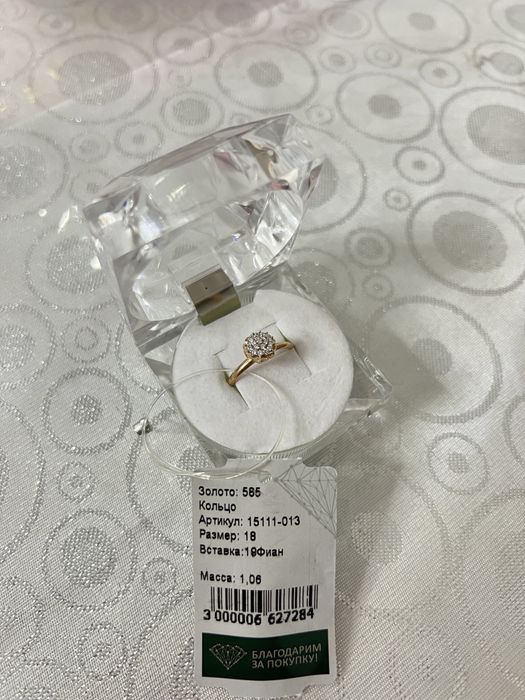 Золото: 585
Кольцо
Артикул: 15111-013
Размер: 18
Вставка:19Фиан
Масса: 1,06
3 000006 627284
БЛАГОДАРИМ
ЗА ПОКУПКУ!